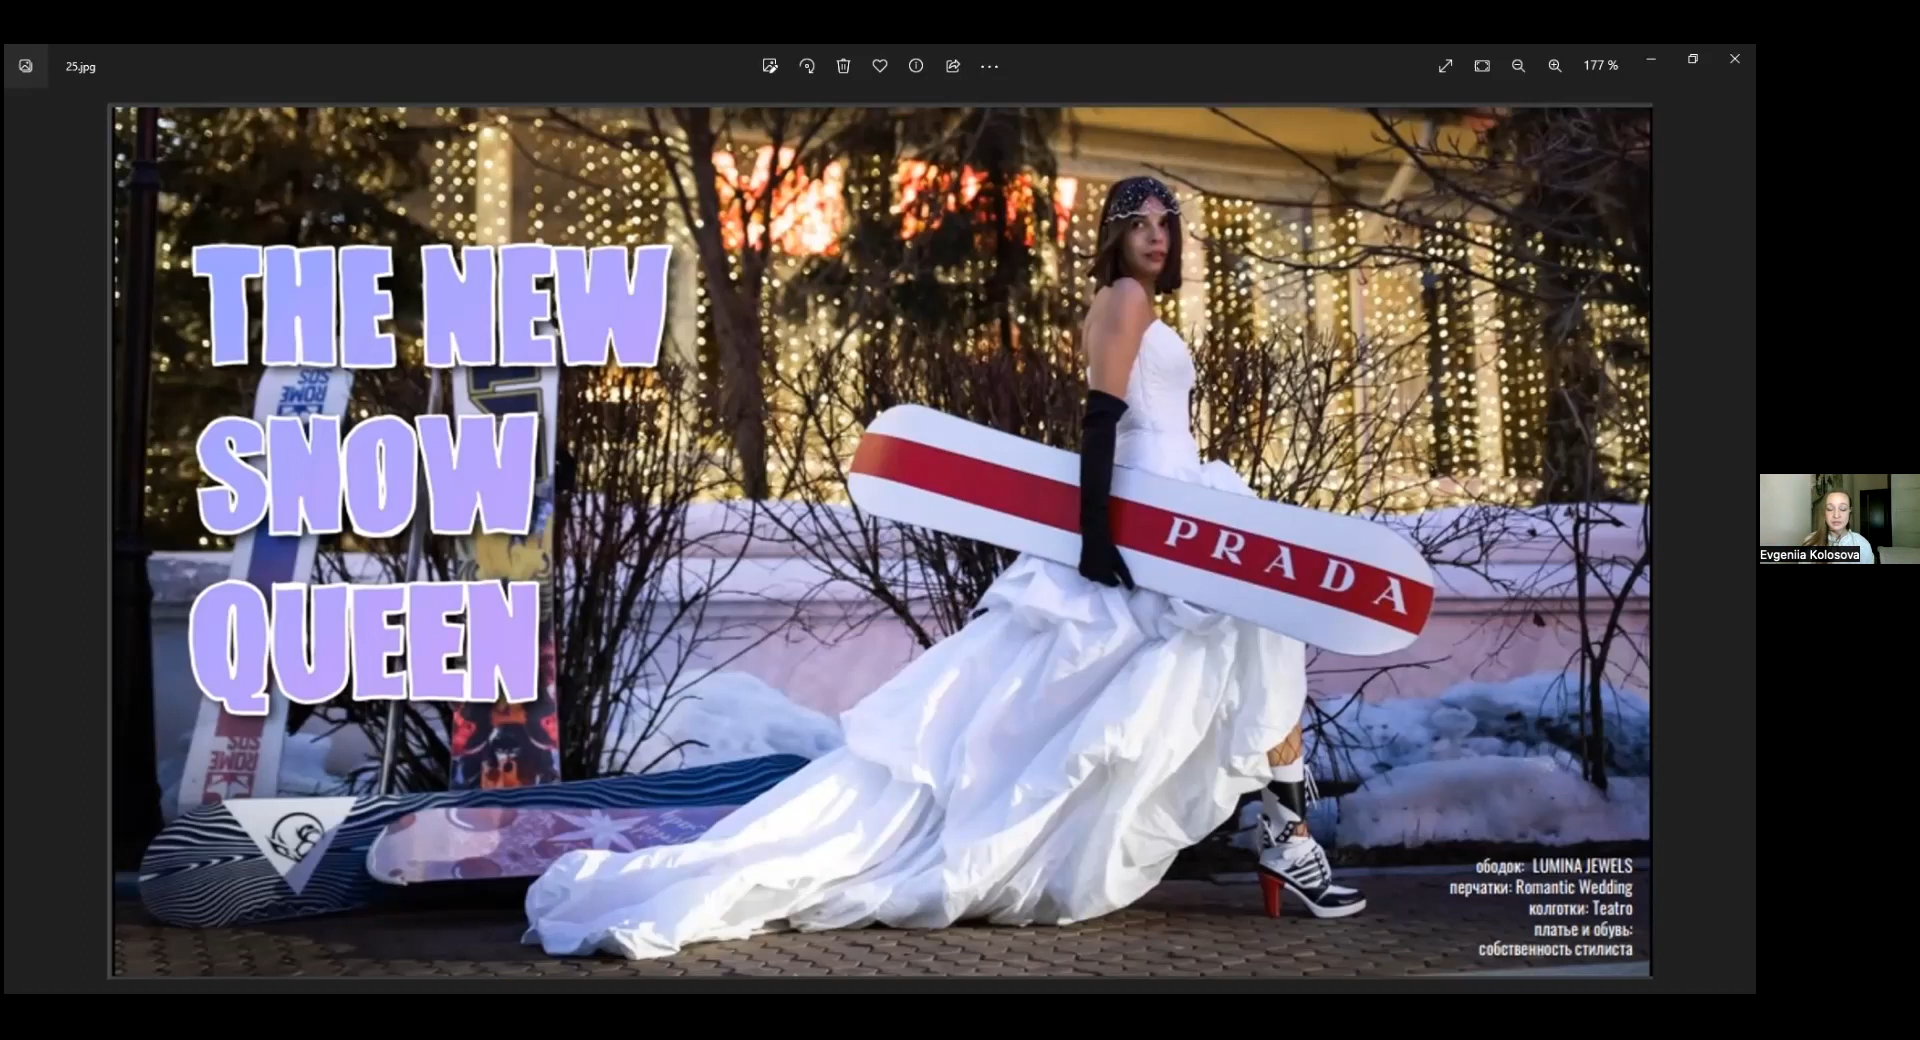 25.jpg
177 %
THE NEW
SNOW
QUEEN
ROME
SDS
SDS
ROME
PRADA
ободок: LUMINA JEWELS
перчатки: Romantic Wedding
колготки: Teatro
платье и обувь:
собственность стилиста
Evgeniia Kolosova